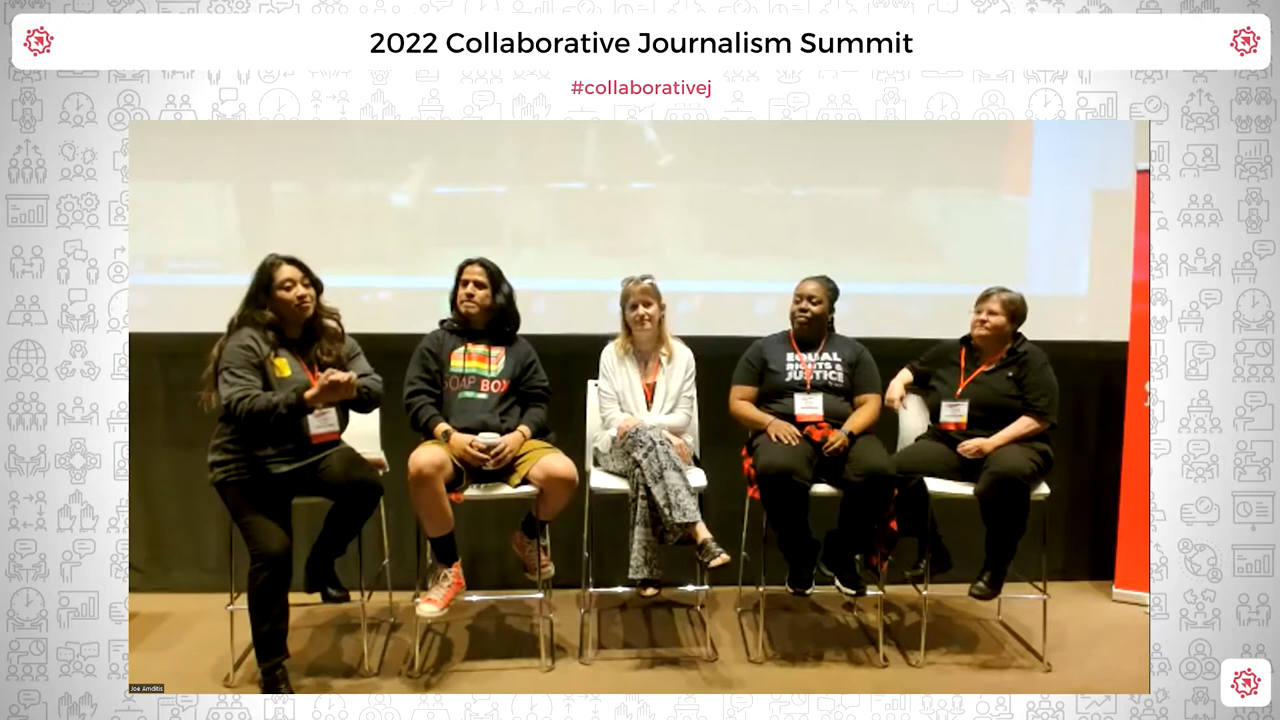 2022 Collaborative Journalism Summit
#collaborativej
SOAP BOX
EQUAL
RIGHTS &
JUSTICE
Joe Amditis